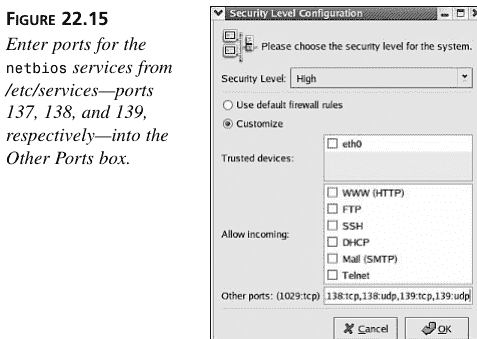 FIGURE 22.15
Enter ports for the
netbios services from
/etc/services—ports
137, 138, and 139,
respectively—into the
Other Ports box.
Security Level Configuration
Please choose the security level for the system.
Security Level: High
Use default firewall rules
Customize
Trusted devices:
eth0
Allow incoming:
WWW (HTTP)
FTP
SSH
DHCP
Mail (SMTP)
Telnet
Other ports: (1029:tcp) ,138:tcp,138:udp,139:tcp,139:udp
Cancel
OK